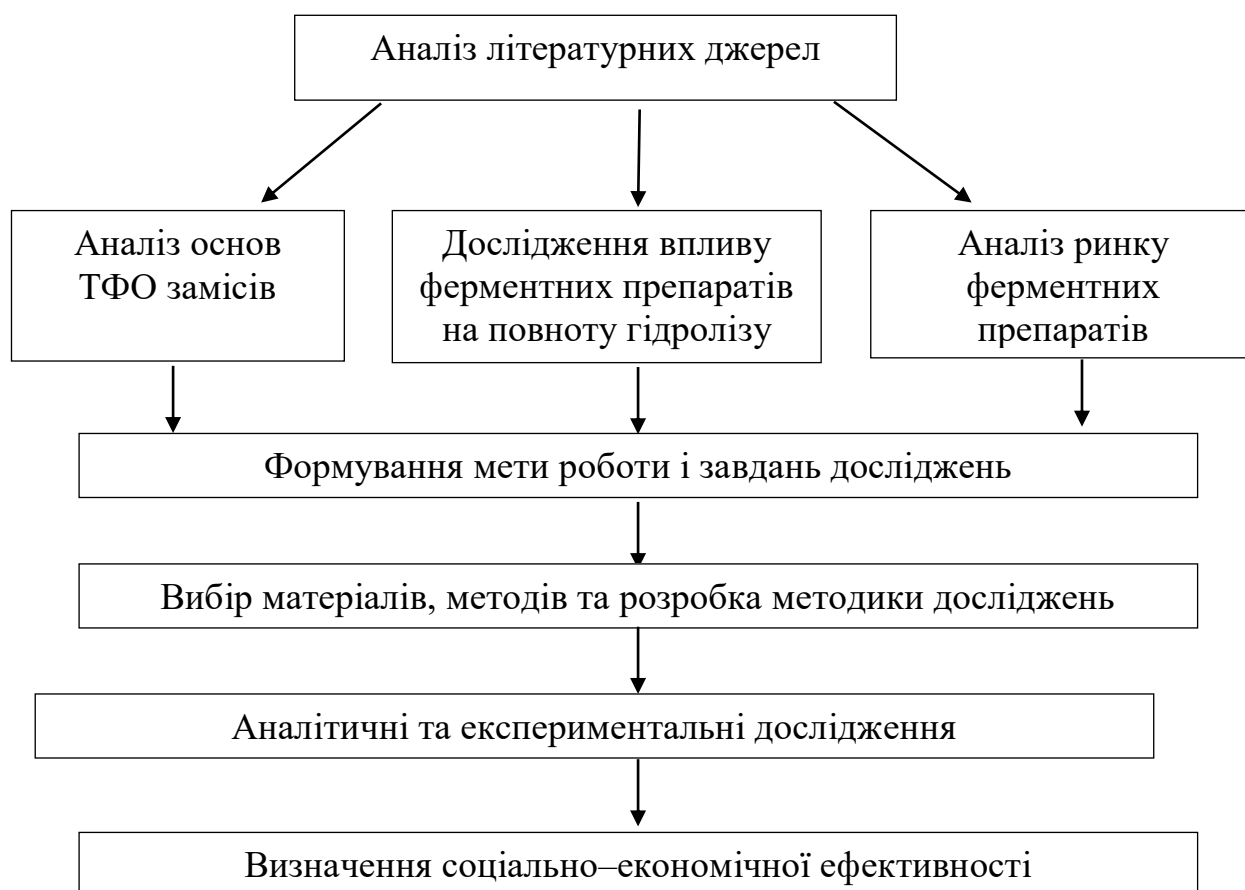 Аналіз літературних джерел
Аналіз основ
ТФО замісів
Дослідження впливу
ферментних препаратів
на повноту гідролізу
Аналіз ринку
ферментних
препаратів
Формування мети роботи і завдань досліджень
Вибір матеріалів, методів та розробка методики досліджень
Аналітичні та експериментальні дослідження
Визначення соціально–економічної ефективності